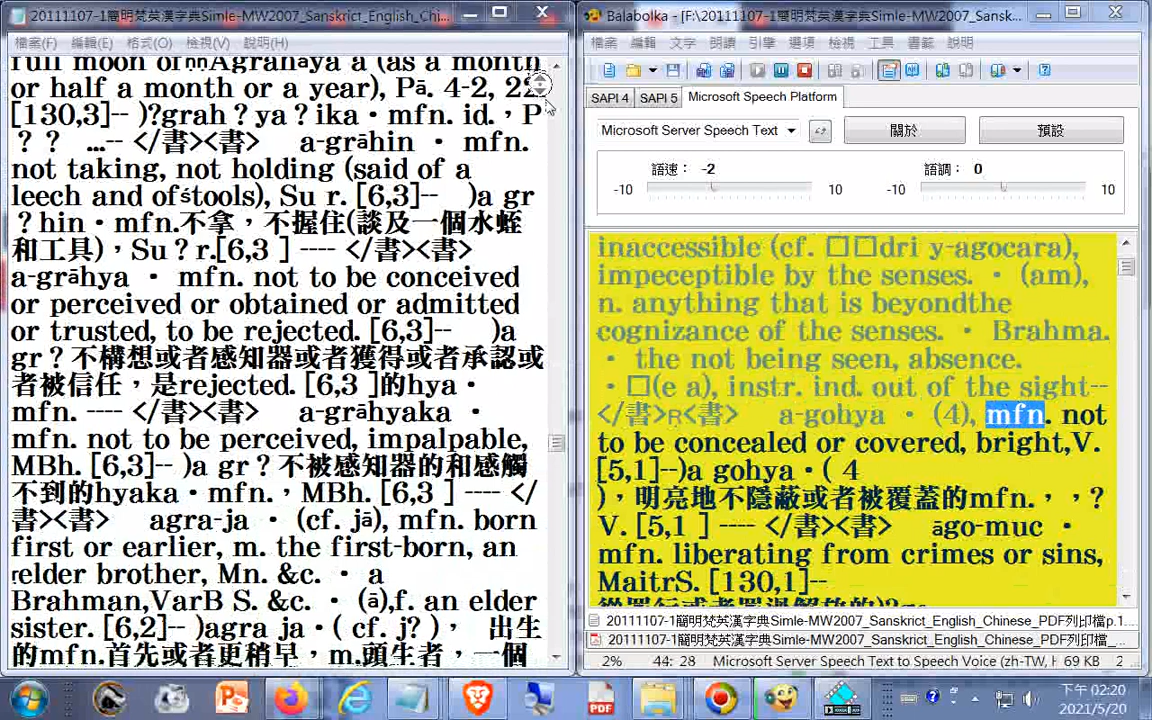 20111107-1簡明梵英漢字典Simle-MW2007_Sanskrict_English_Chi...
檔案(F) 編輯(E) 格式(O) 檢視(V) 說明(H)
full moon ofṇṇAgrahāya a (as a month
or half a month or a year), Pā. 4-2, 22
[130,3]-- )?grah ? ya ? ika · mfn. id. , P
? ? ...-- </書><書> a-grāhin · mfn.
not taking, not holding (said of a
leech and ofśtools), Su r. [6,3]-- )a gr
? hin · mfn.不拿，不握住(談及一個水蛭
和工具)，Su ? r.[6,3 ] ---- </書><書>
a-grāhya · mfn. not to be conceived
or perceived or obtained or admitted
or trusted, to be rejected. [6,3]-- )a
gr ? 不構想或者感知器或者獲得或者承認或
者被信任，是rejected. [6,3 ]的hya ·
mfn. ---- </書><書> a-grāhyaka ·
mfn. not to be perceived, impalpable,
MBh. [6,3]-- )a gr ? 不被感知器的和感觸
不到的hyaka · mfn.，MBh. [6,3 ] ---- </
書><書> agra-ja · (cf. jā), mfn. born
first or earlier, m. the first-born, an
elder brother, Mn. &c. · a
Brahman,VarB S. &c. · (ā),f. an elder
sister. [6,2]-- )agra ja · ( cf. j? )， 出生
的mfn.首先或者更稍早，m.頭生者，一個
Balabolka - [F:\20111107-1簡明梵英漢字典Simle-MW2007_Sansk...
檔案 編輯 文字 朗讀 引擎 選項 檢視 工具 書籤 說明
SAPI 4 SAPI 5 Microsoft Speech Platform
Microsoft Server Speech Text 關於 預設
語速： -2 語調： 0
-10 10 -10 10
inaccessible (cf. □□dri y-agocara),
impeceptible by the senses. · (am),
n. anything that is beyondthe
cognizance of the senses. · Brahma.
· the not being seen, absence.
· □(e a), instr. ind. out of the sight--
</書>R<書> a-gohya · (4), mfn. not
to be concealed or covered, bright,V.
[5,1]--)a gohya · ( 4
)，明亮地不隱蔽或者被覆蓋的mfn.，，?
V. [5,1 ] ---- </書><書> āgo-muc ·
mfn. liberating from crimes or sins,
MaitrS. [130,1]--
20111107-1簡明梵英漢字典Simle-MW2007_Sanskrict_English_Chinese_PDF列印檔p.1
20111107-1簡明梵英漢字典Simle-MW2007_Sanskrict_English_Chinese_PDF列印檔_
2% 44: 28 Microsoft Server Speech Text to Speech Voice (zh-TW, H 69 KB 2
PDF
下午 02:20
2021/5/20